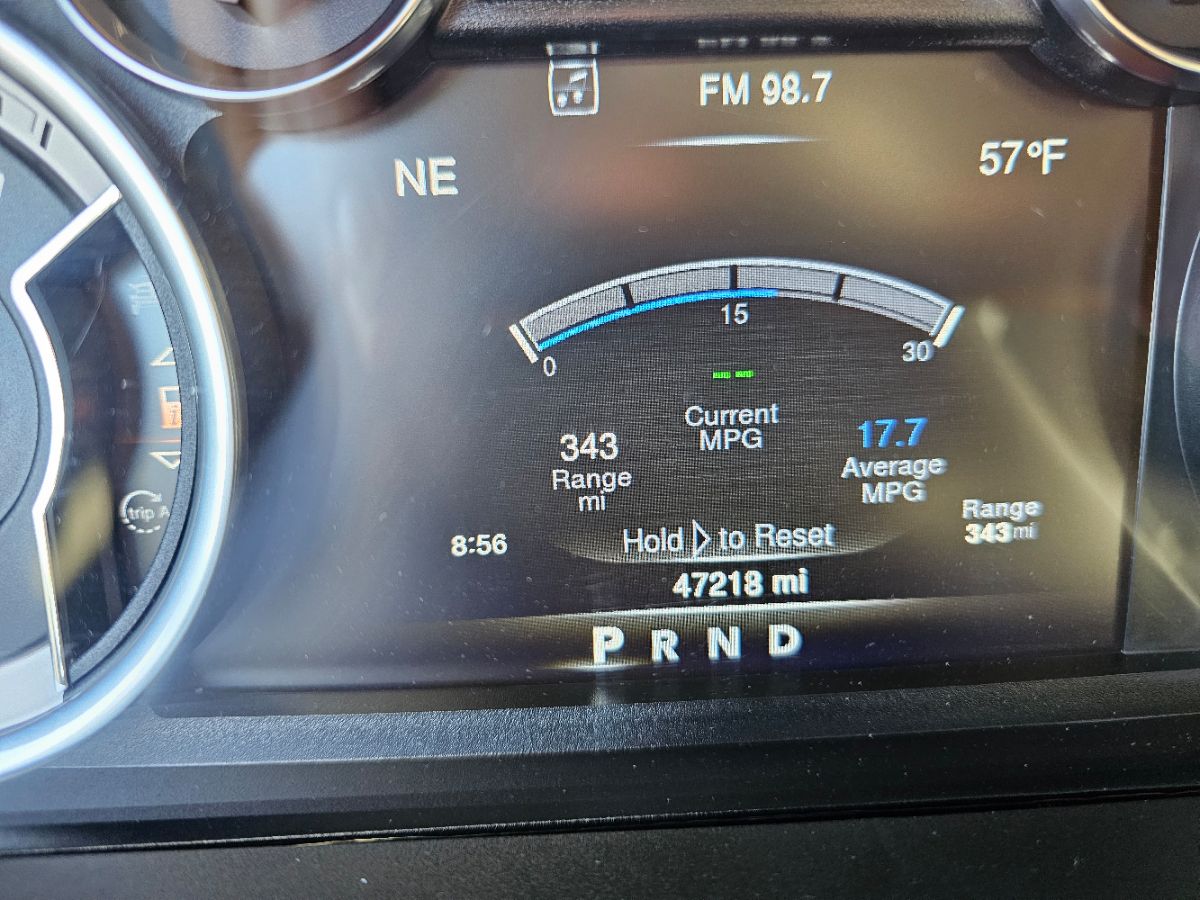 FM 98.7
NE
57°F
15
0
30
-- --
Current
MPG
343
Range
mi
17.7
Average
MPG
Range
343mi
8:56
Hold ▷ to Reset
47218 mi
P R N D
trip A